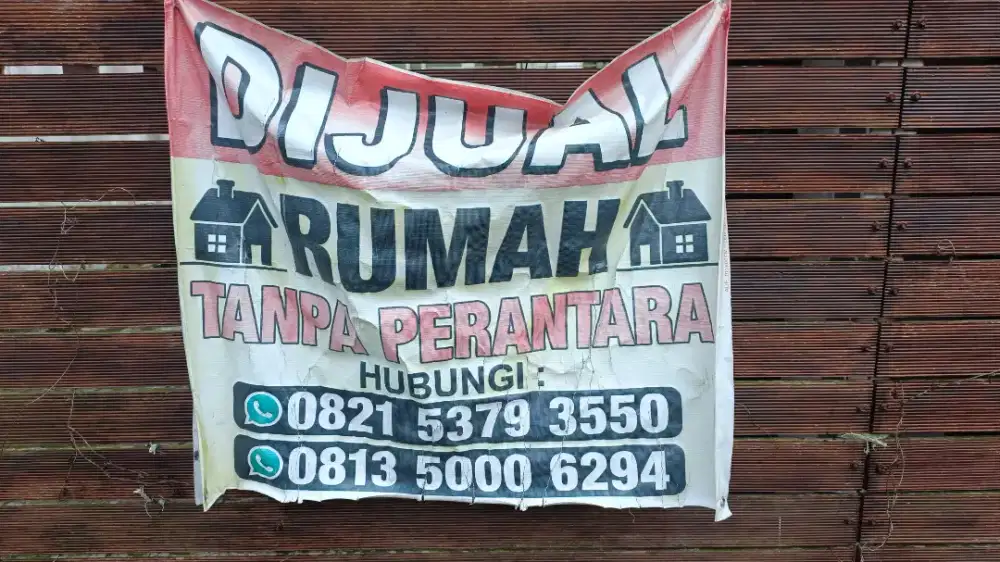 DIJUAL
RUMAH
TANPA PERANTARA
HUBUNGI :
0821 5379 3550
0813 5000 6294